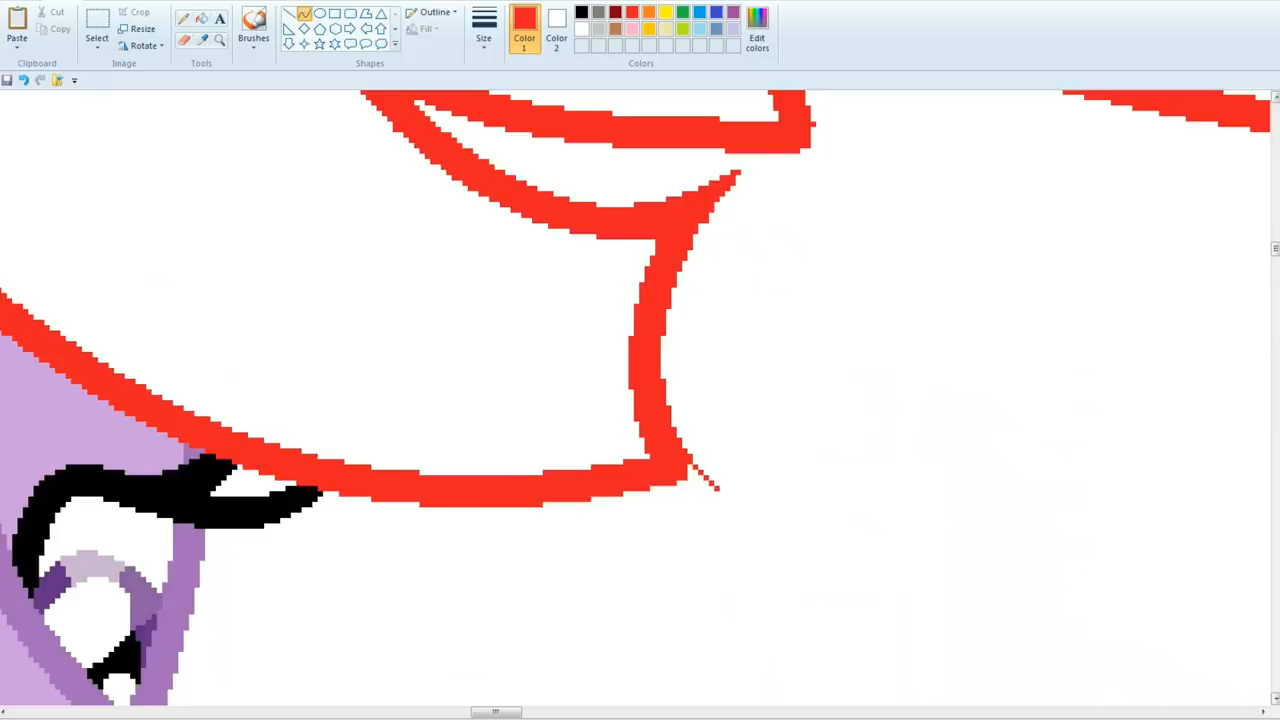 Paste
Cut
Copy
Clipboard
Select
Crop
Resize
Rotate
Image
A
Tools
Brushes
Shapes
Outline
Fill
Size
Color
1
Color
2
Edit
colors
Colors